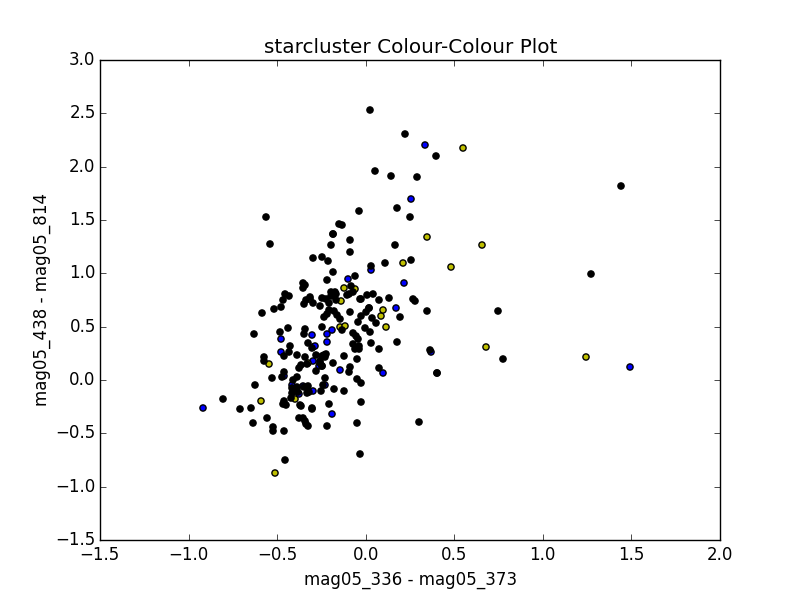 starcluster Colour-Colour Plot
3.0
2.5
2.0
1.5
1.0
0.5
0.0
−0.5
−1.0
−1.5
mag05_438 - mag05_814
−1.5 −1.0 −0.5 0.0 0.5 1.0 1.5 2.0
mag05_336 - mag05_373